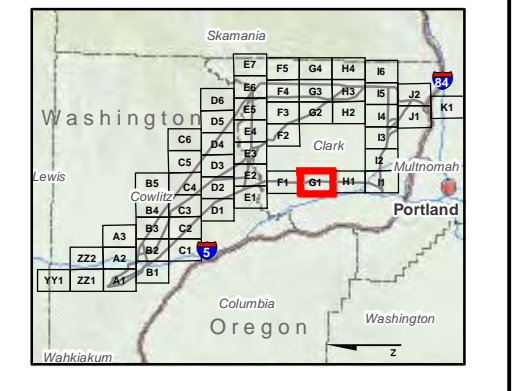 Skamania
E7 F5 G4 H4 I6
84
E6 F4 G3 H3 I5 J2
D6 K1
Washington
E5 F3 G2 H2 I4 J1
D5
C6 E4 F2
D4 Clark I3
C5 E3
D3 I2 Multnomah
Lewis
B5 C4 D2 E2 F1 G1 H1 I1
Cowlitz
B4 C3 D1 E1 Portland
A3 B3 C2
ZZ2 A2 B2 C1 5
YY1 ZZ1 A1 B1
Columbia
Oregon Washington
Z
Wahkiakum